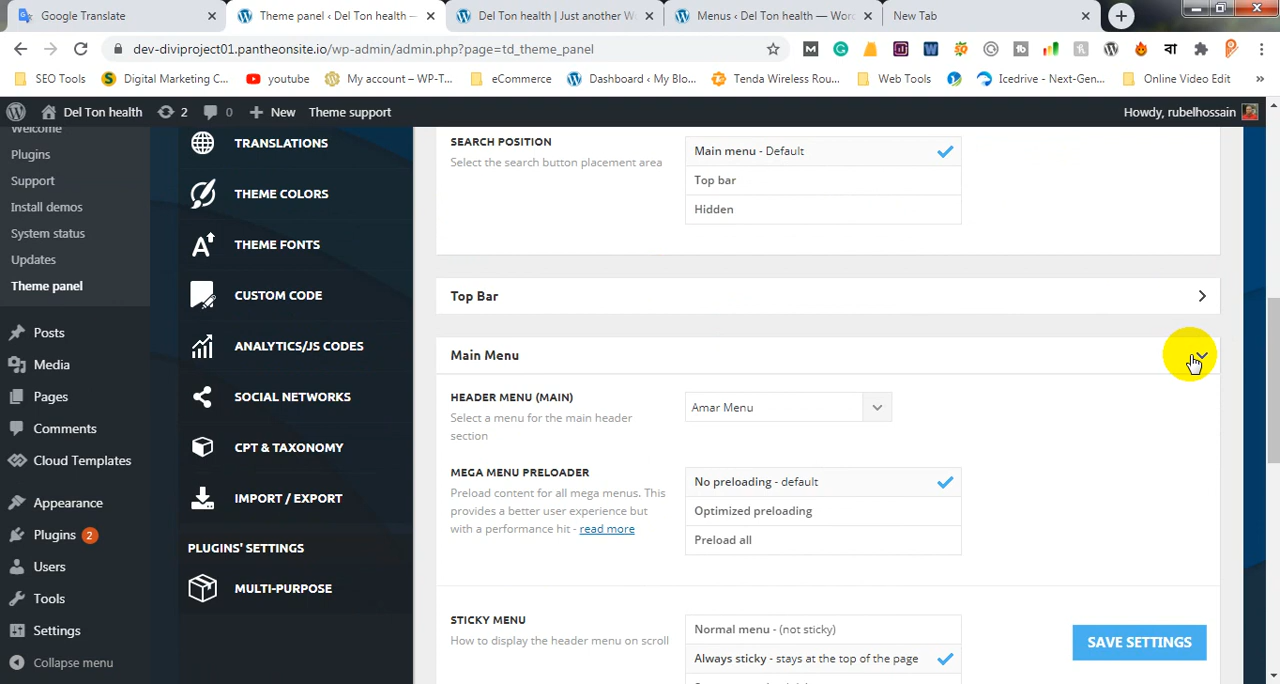 Google Translate
Theme panel ‹ Del Ton health —
Del Ton health | Just another W
Menus ‹ Del Ton health — Wor
New Tab
dev-diviproject01.pantheonsite.io/wp-admin/admin.php?page=td_theme_panel
SEO Tools
Digital Marketing C...
youtube
My account – WP-T...
eCommerce
Dashboard ‹ My Blo...
Tenda Wireless Rou...
Web Tools
Icedrive - Next-Gen...
Online Video Edit
Del Ton health
2
0
New
Theme support
Howdy, rubelhossain
Welcome
Plugins
Support
Install demos
System status
Updates
Theme panel
Posts
Media
Pages
Comments
Cloud Templates
Appearance
Plugins 2
Users
Tools
Settings
Collapse menu
TRANSLATIONS
THEME COLORS
THEME FONTS
CUSTOM CODE
ANALYTICS/JS CODES
SOCIAL NETWORKS
CPT & TAXONOMY
IMPORT / EXPORT
PLUGINS' SETTINGS
MULTI-PURPOSE
SEARCH POSITION
Select the search button placement area
Main menu - Default
Top bar
Hidden
Top Bar
Main Menu
HEADER MENU (MAIN)
Select a menu for the main header
section
Amar Menu
MEGA MENU PRELOADER
Preload content for all mega menus. This
provides a better user experience but
with a performance hit - read more
No preloading - default
Optimized preloading
Preload all
STICKY MENU
How to display the header menu on scroll
Normal menu - (not sticky)
Always sticky - stays at the top of the page
SAVE SETTINGS